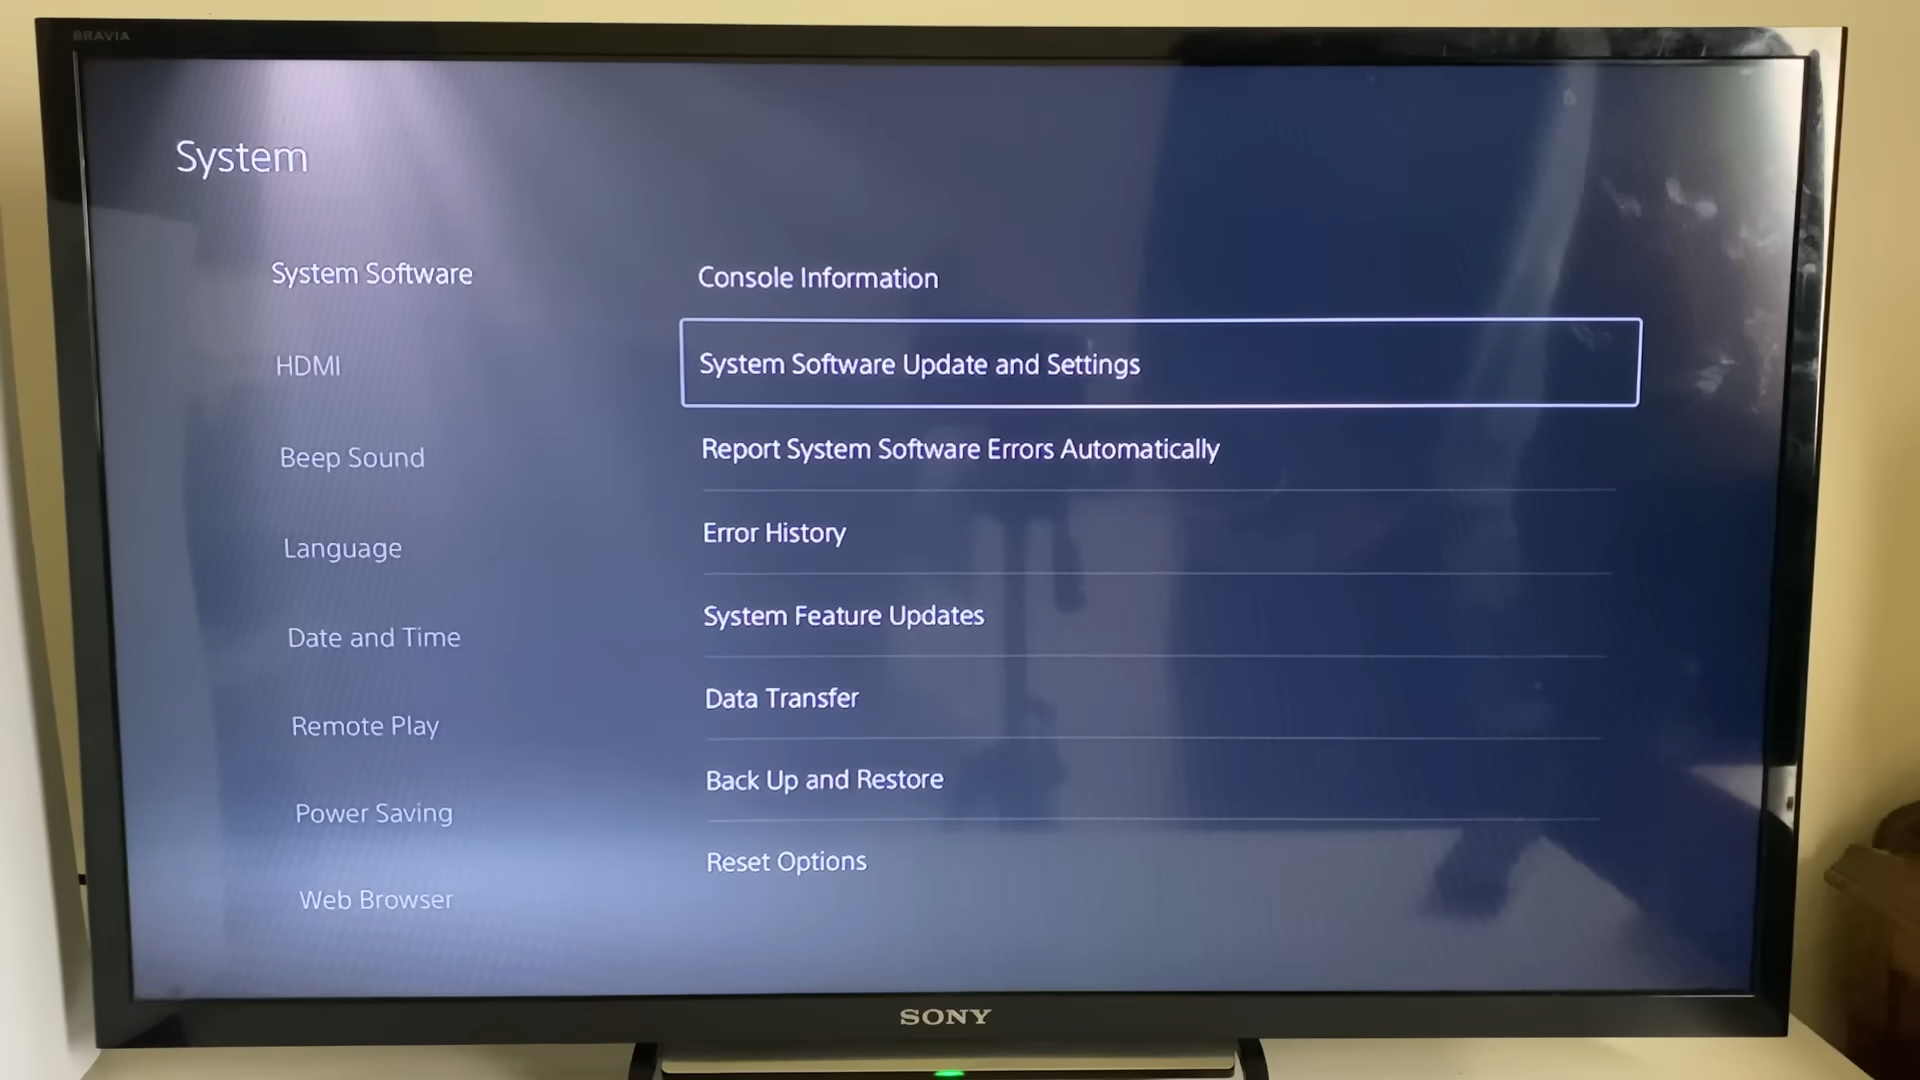 BRAVIA
System
System Software
HDMI
Beep Sound
Language
Date and Time
Remote Play
Power Saving
Web Browser
Console Information
System Software Update and Settings
Report System Software Errors Automatically
Error History
System Feature Updates
Data Transfer
Back Up and Restore
Reset Options
SONY